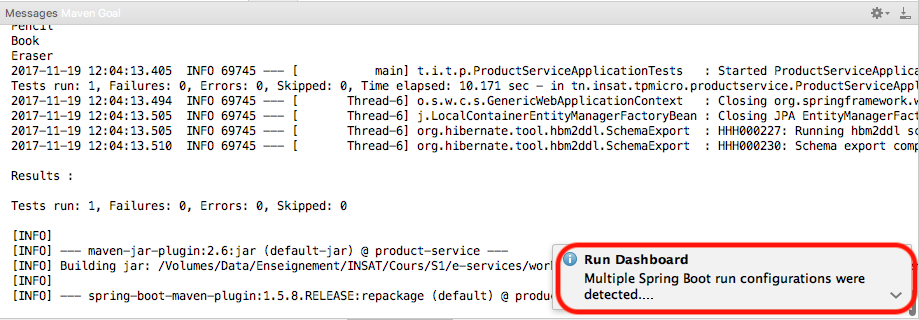 Messages Maven Goal
Pencil
Book
Eraser
2017-11-19 12:04:13.405  INFO 69745 --- [           main] t.i.t.p.ProductServiceApplicationTests   : Started ProductServiceApplica
Tests run: 1, Failures: 0, Errors: 0, Skipped: 0, Time elapsed: 10.171 sec - in tn.insat.tpmicro.productservice.ProductServiceAp
2017-11-19 12:04:13.494  INFO 69745 --- [       Thread-6] o.s.w.c.s.GenericWebApplicationContext   : Closing org.springframework.w
2017-11-19 12:04:13.505  INFO 69745 --- [       Thread-6] j.LocalContainerEntityManagerFactoryBean : Closing JPA EntityManagerFact
2017-11-19 12:04:13.505  INFO 69745 --- [       Thread-6] org.hibernate.tool.hbm2ddl.SchemaExport  : HHH000227: Running hbm2ddl sc
2017-11-19 12:04:13.510  INFO 69745 --- [       Thread-6] org.hibernate.tool.hbm2ddl.SchemaExport  : HHH000230: Schema export comp
Results :
Tests run: 1, Failures: 0, Errors: 0, Skipped: 0
[INFO]
[INFO] --- maven-jar-plugin:2.6:jar (default-jar) @ product-service ---
[INFO] Building jar: /Volumes/Data/Enseignement/INSAT/Cours/S1/e-services/wor
[INFO]
[INFO] --- spring-boot-maven-plugin:1.5.8.RELEASE:repackage (default) @ produ
Run Dashboard
Multiple Spring Boot run configurations were
detected....